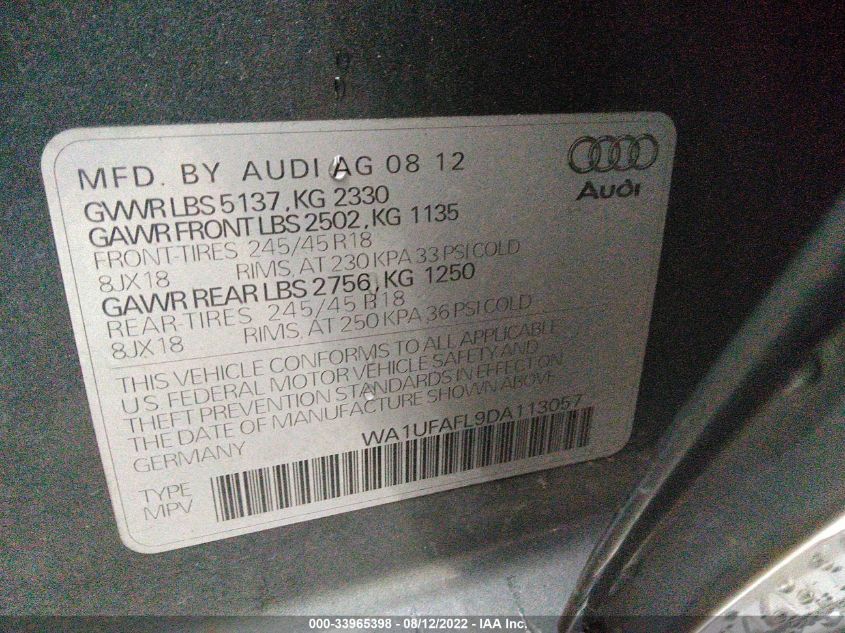 MFD. BY AUDI AG 08 12
Audi
GVWR LBS 5137, KG 2330
GAWR FRONT LBS 2502, KG 1135
FRONT-TIRES 245/45 R18
8JX18 RIMS, AT 230 KPA 33 PSI COLD
GAWR REAR LBS 2756, KG 1250
REAR-TIRES 245/45 R18
8JX18 RIMS, AT 250 KPA 36 PSI COLD
THIS VEHICLE CONFORMS TO ALL APPLICABLE
U.S. FEDERAL MOTOR VEHICLE SAFETY AND
THEFT PREVENTION STANDARDS IN EFFECT ON
THE DATE OF MANUFACTURE SHOWN ABOVE
GERMANY WA1UFAFL9DA113057
TYPE
MPV
000-33965398 - 08/12/2022 - IAA Inc.